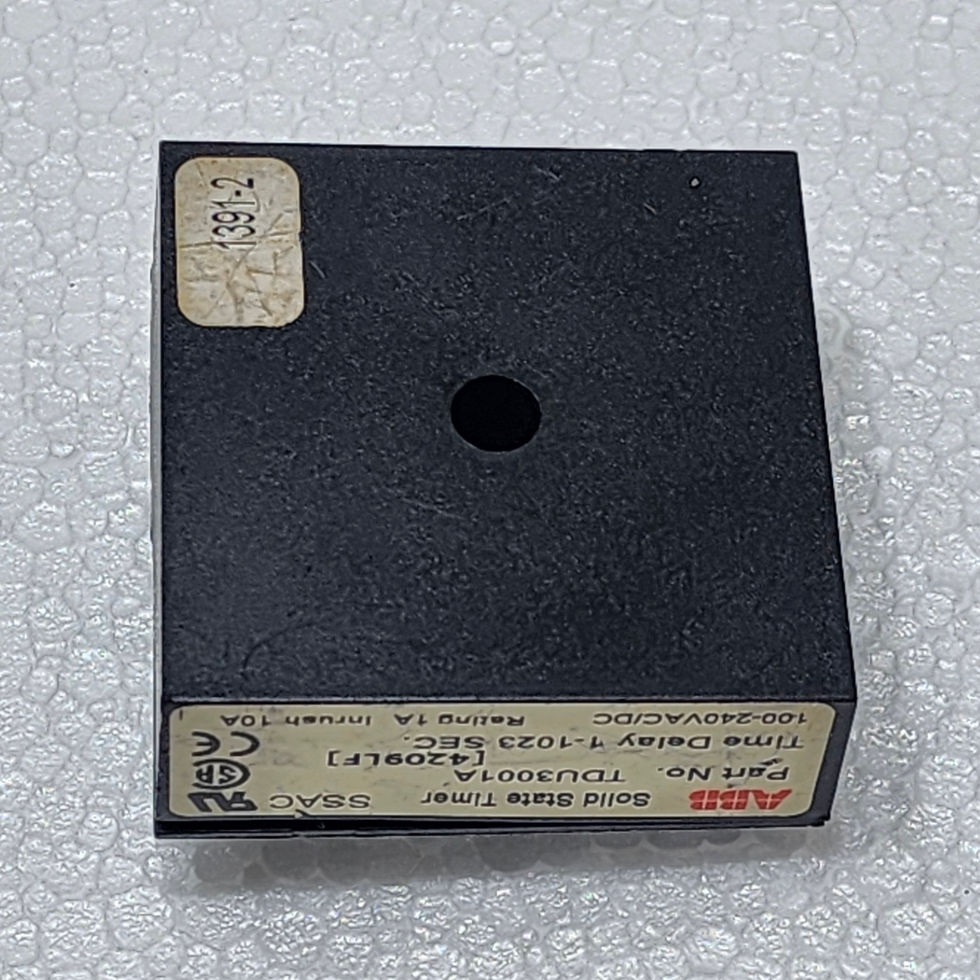 1391-2
ABB Solid State Timer SSAC
Part No. TDU3001A
[4209LF]
Time Delay 1-1023 SEC.
100-240VAC/DC Rating 1A Inrush 10A